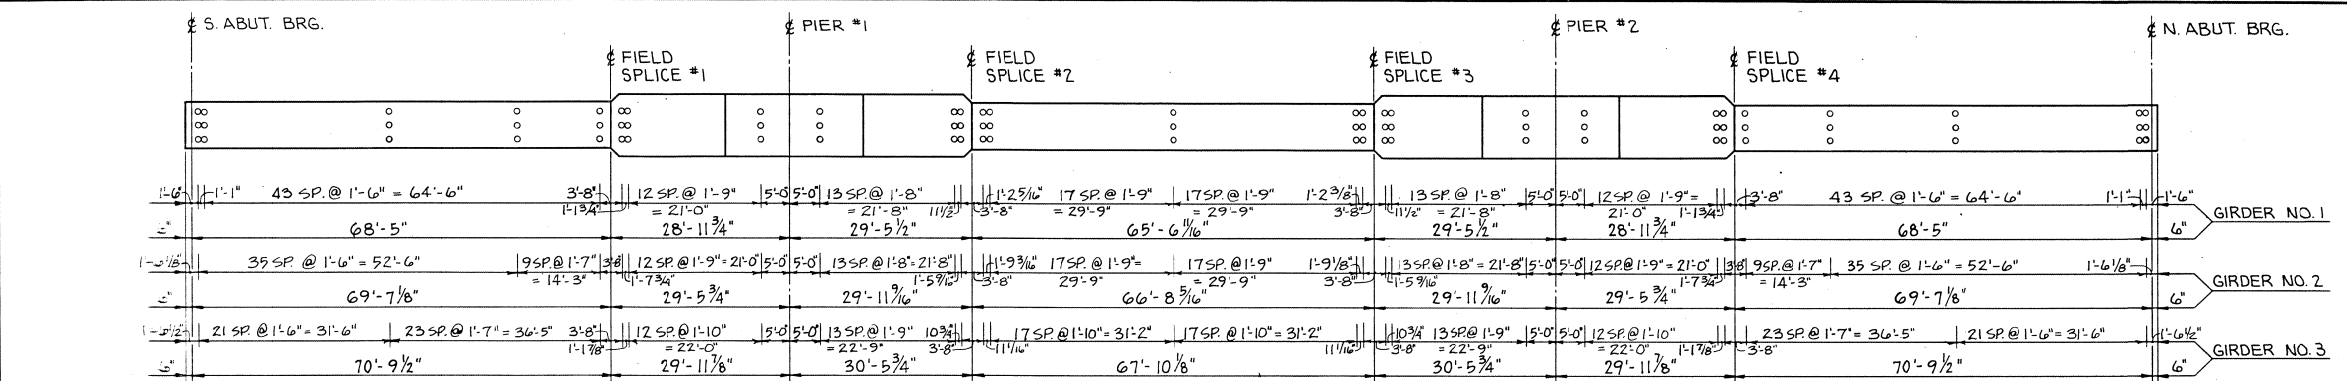 ℄ S. ABUT. BRG.
℄ PIER #1
℄ PIER #2
℄ N. ABUT. BRG.
℄ FIELD SPLICE #1
℄ FIELD SPLICE #2
℄ FIELD SPLICE #3
℄ FIELD SPLICE #4
1'-6" 1'-1" 43 SP. @ 1'-6" = 64'-6" 3'-8" 12 SP. @ 1'-9" 5'-0" 5'-0" 13 SP. @ 1'-8" 1'-2 5/16" 17 SP. @ 1'-9" 17 SP. @ 1'-9" 1'-2 3/8" 13 SP. @ 1'-8" 5'-0" 5'-0" 12 SP. @ 1'-9" = 3'-8" 43 SP. @ 1'-6" = 64'-6" 1'-1" 1'-6"
1'-1 3/4" = 21'-0" = 21'-8" 11 1/2" 3'-8" = 29'-9" = 29'-9" 3'-8" 11 1/2" = 21'-8" 21'-0" 1'-1 3/4"
GIRDER NO. 1
68'-5" 28'-11 3/4" 29'-5 1/2" 65'-6 11/16" 29'-5 1/2" 28'-11 3/4" 68'-5" 6"
35 SP. @ 1'-6" = 52'-6" 9 SP. @ 1'-7" 3'-8" 12 SP. @ 1'-9" = 21'-0" 5'-0" 5'-0" 13 SP. @ 1'-8" = 21'-8" 1'-9 3/16" 17 SP. @ 1'-9" = 17 SP. @ 1'-9" 1'-9 1/8" 13 SP. @ 1'-8" = 21'-8" 5'-0" 5'-0" 12 SP. @ 1'-9" = 21'-0" 3'-8" 9 SP. @ 1'-7" 35 SP. @ 1'-6" = 52'-6" 1'-6 1/8"
= 14'-3" 1'-7 3/4" 1'-5 9/16" 3'-8" 29'-9" = 29'-9" 3'-8" 1'-5 9/16" 1'-7 3/4" = 14'-3"
GIRDER NO. 2
69'-7 1/8" 29'-5 3/4" 29'-11 9/16" 66'-8 5/16" 29'-11 9/16" 29'-5 3/4" 69'-7 1/8" 6"
21 SP. @ 1'-6" = 31'-6" 23 SP. @ 1'-7" = 36'-5" 3'-8" 12 SP. @ 1'-10" 5'-0" 5'-0" 13 SP. @ 1'-9" 10 3/4" 17 SP. @ 1'-10" = 31'-2" 17 SP. @ 1'-10" = 31'-2" 10 3/4" 13 SP. @ 1'-9" 5'-0" 5'-0" 12 SP. @ 1'-10" 23 SP. @ 1'-7" = 36'-5" 21 SP. @ 1'-6" = 31'-6" 1'-6 1/2"
1'-1 7/8" = 22'-0" = 22'-9" 3'-8" 11 1/16" 11 1/16" 3'-8" = 22'-9" = 22'-0" 1'-1 7/8" 3'-8"
GIRDER NO. 3
6" 70'-9 1/2" 29'-11 7/8" 30'-5 3/4" 67'-10 1/8" 30'-5 3/4" 29'-11 7/8" 70'-9 1/2" 6"